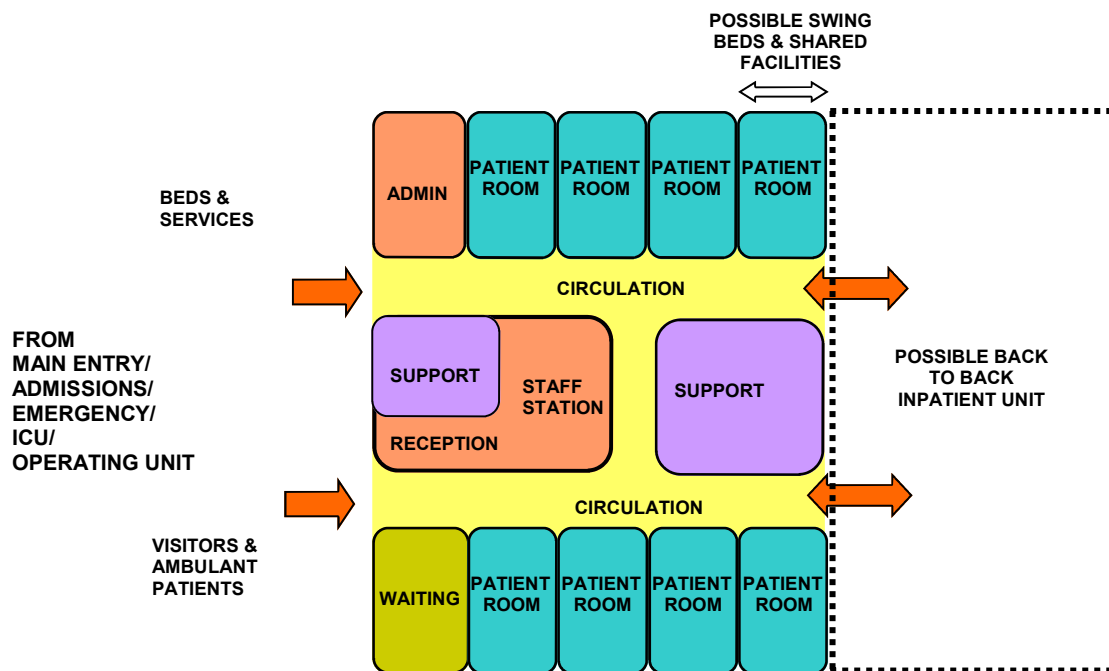 POSSIBLE SWING
BEDS & SHARED
FACILITIES
ADMIN
PATIENT
ROOM
PATIENT
ROOM
PATIENT
ROOM
PATIENT
ROOM
BEDS &
SERVICES
CIRCULATION
FROM
MAIN ENTRY/
ADMISSIONS/
EMERGENCY/
ICU/
OPERATING UNIT
SUPPORT
STAFF
STATION
RECEPTION
SUPPORT
POSSIBLE BACK
TO BACK
INPATIENT UNIT
CIRCULATION
VISITORS &
AMBULANT
PATIENTS
WAITING
PATIENT
ROOM
PATIENT
ROOM
PATIENT
ROOM
PATIENT
ROOM